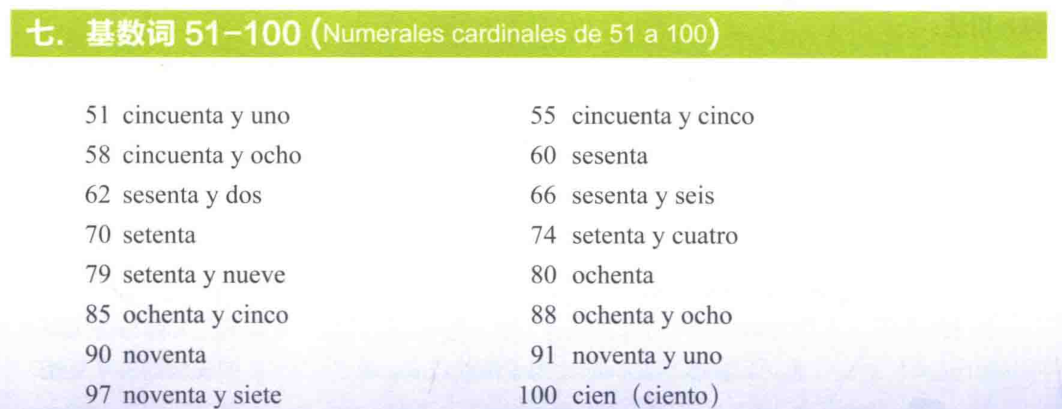 七. 基数词 51-100 (Numerales cardinales de 51 a 100)
51 cincuenta y uno
55 cincuenta y cinco
58 cincuenta y ocho
60 sesenta
62 sesenta y dos
66 sesenta y seis
70 setenta
74 setenta y cuatro
79 setenta y nueve
80 ochenta
85 ochenta y cinco
88 ochenta y ocho
90 noventa
91 noventa y uno
97 noventa y siete
100 cien（ciento）